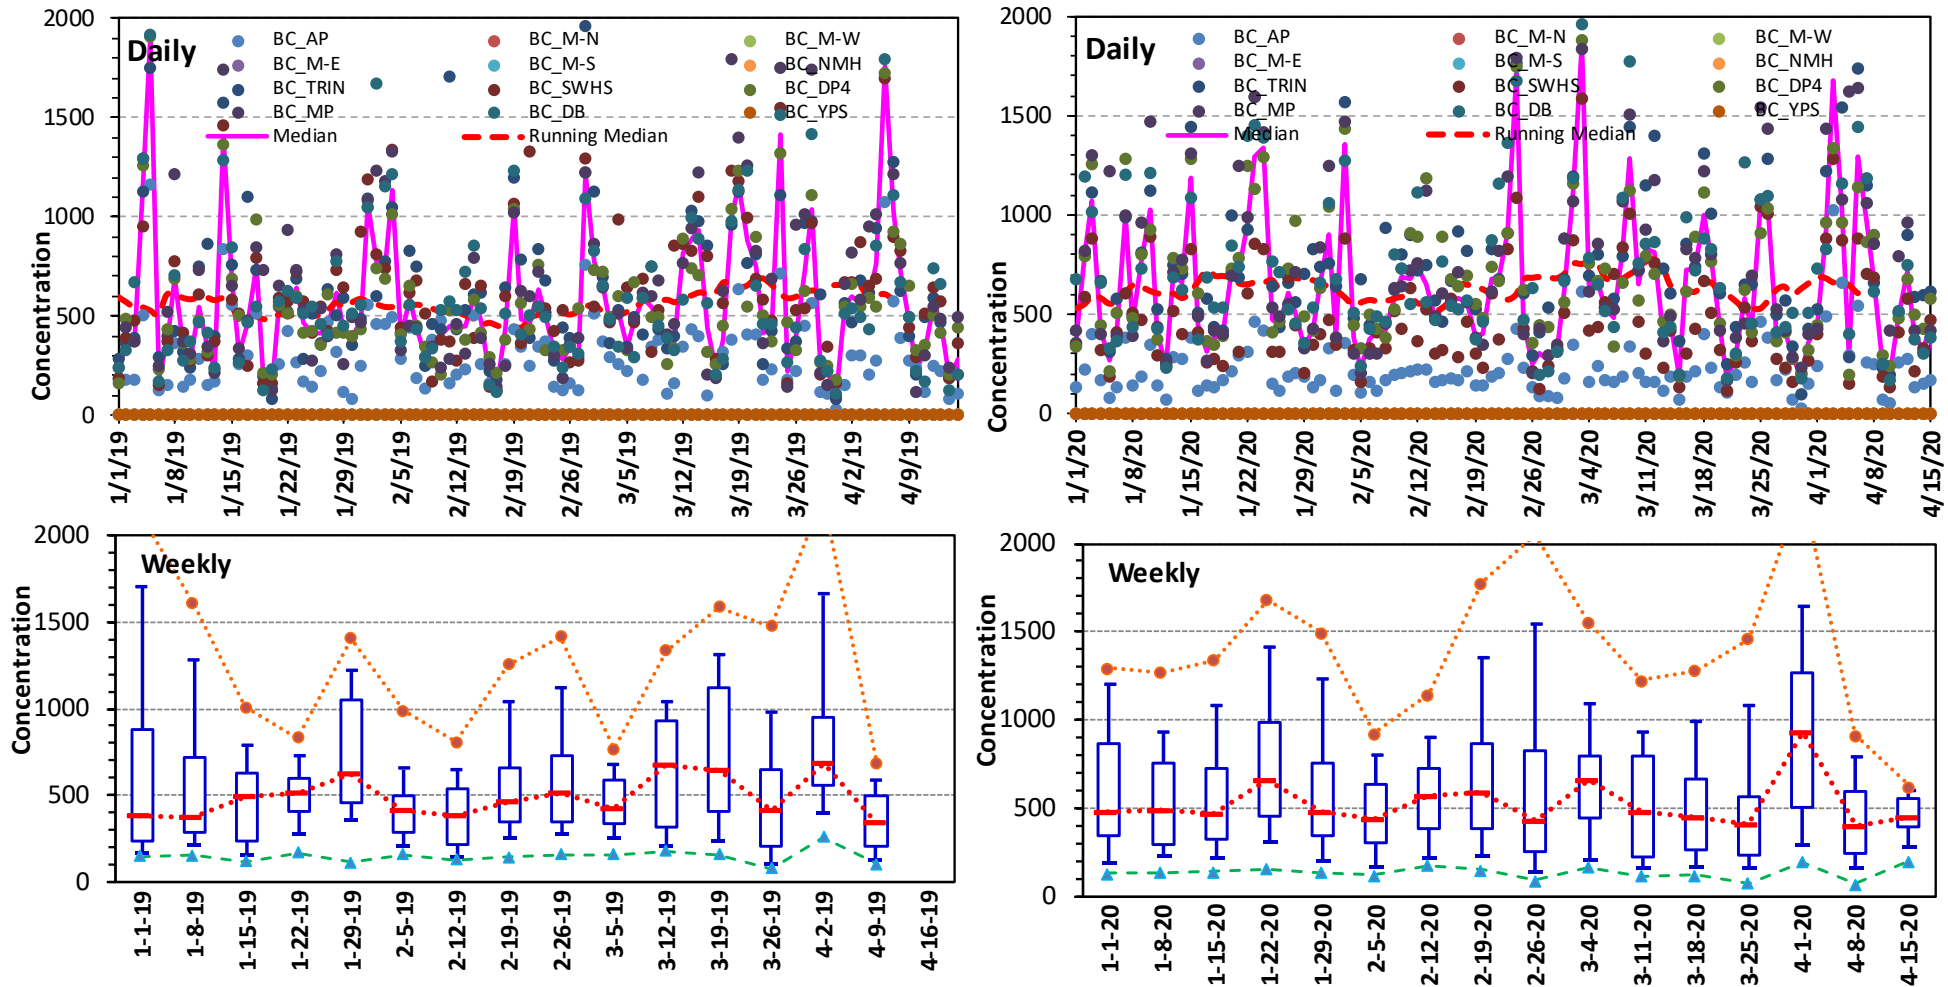 Daily
BC_AP BC_M-N BC_M-W
BC_M-E BC_M-S BC_NMH
BC_TRIN BC_SWHS BC_DP4
BC_MP BC_DB BC_YPS
Median Running Median
Concentration
2000
1500
1000
500
0
1/1/19 1/8/19 1/15/19 1/22/19 1/29/19 2/5/19 2/12/19 2/19/19 2/26/19 3/5/19 3/12/19 3/19/19 3/26/19 4/2/19 4/9/19
Daily
BC_AP BC_M-N BC_M-W
BC_M-E BC_M-S BC_NMH
BC_TRIN BC_SWHS BC_DP4
BC_MP BC_DB BC_YPS
Median Running Median
Concentration
2000
1500
1000
500
0
1/1/20 1/8/20 1/15/20 1/22/20 1/29/20 2/5/20 2/12/20 2/19/20 2/26/20 3/4/20 3/11/20 3/18/20 3/25/20 4/1/20 4/8/20 4/15/20
Weekly
Concentration
2000
1500
1000
500
0
1-1-19 1-8-19 1-15-19 1-22-19 1-29-19 2-5-19 2-12-19 2-19-19 2-26-19 3-5-19 3-12-19 3-19-19 3-26-19 4-2-19 4-9-19 4-16-19
Weekly
Concentration
2000
1500
1000
500
0
1-1-20 1-8-20 1-15-20 1-22-20 1-29-20 2-5-20 2-12-20 2-19-20 2-26-20 3-4-20 3-11-20 3-18-20 3-25-20 4-1-20 4-8-20 4-15-20